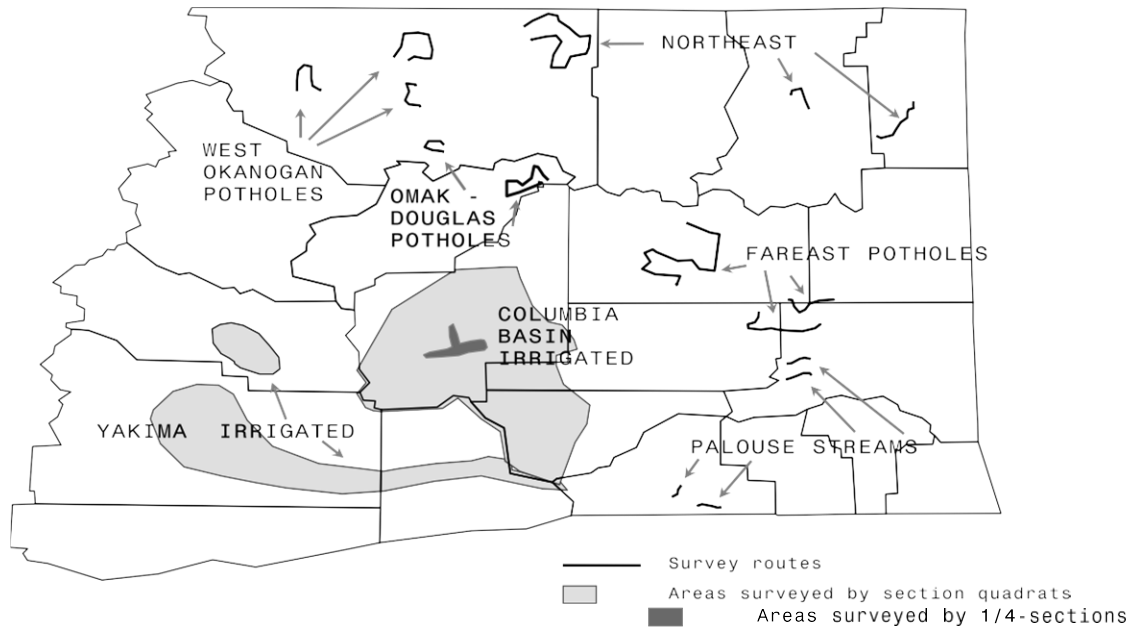 NORTHEAST
WEST
OKANOGAN
POTHOLES
OMAK -
DOUGLAS
POTHOLES
FAREAST POTHOLES
COLUMBIA
BASIN
IRRIGATED
YAKIMA IRRIGATED
PALOUSE STREAMS
Survey routes
Areas surveyed by section quadrats
Areas surveyed by 1/4-sections